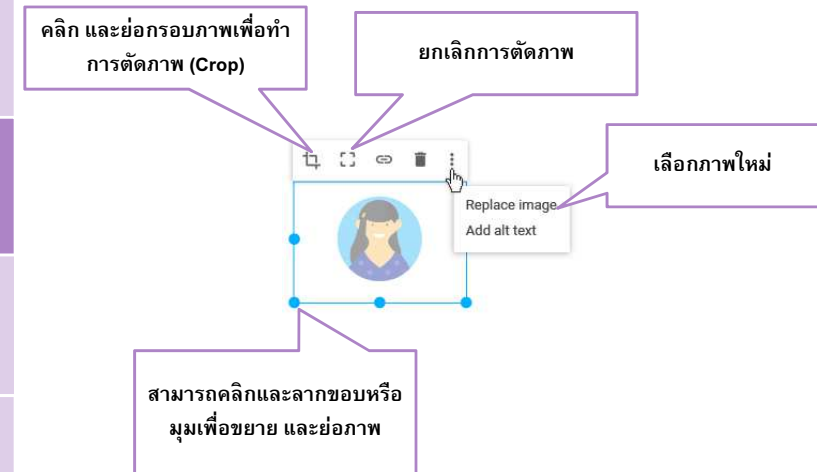 คลิก และย่อกรอบภาพเพื่อทำ
การตัดภาพ (Crop)
ยกเลิกการตัดภาพ
เลือกภาพใหม่
Replace image
Add alt text
สามารถคลิกและลากขอบหรือ
มุมเพื่อขยาย และย่อภาพ